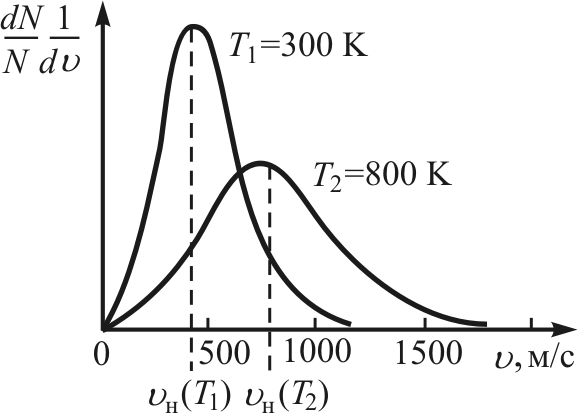 dN 1
N dυ
T₁=300 K
T₂=800 K
0 500 1000 1500 υ, м/с
υн(T₁) υн(T₂)